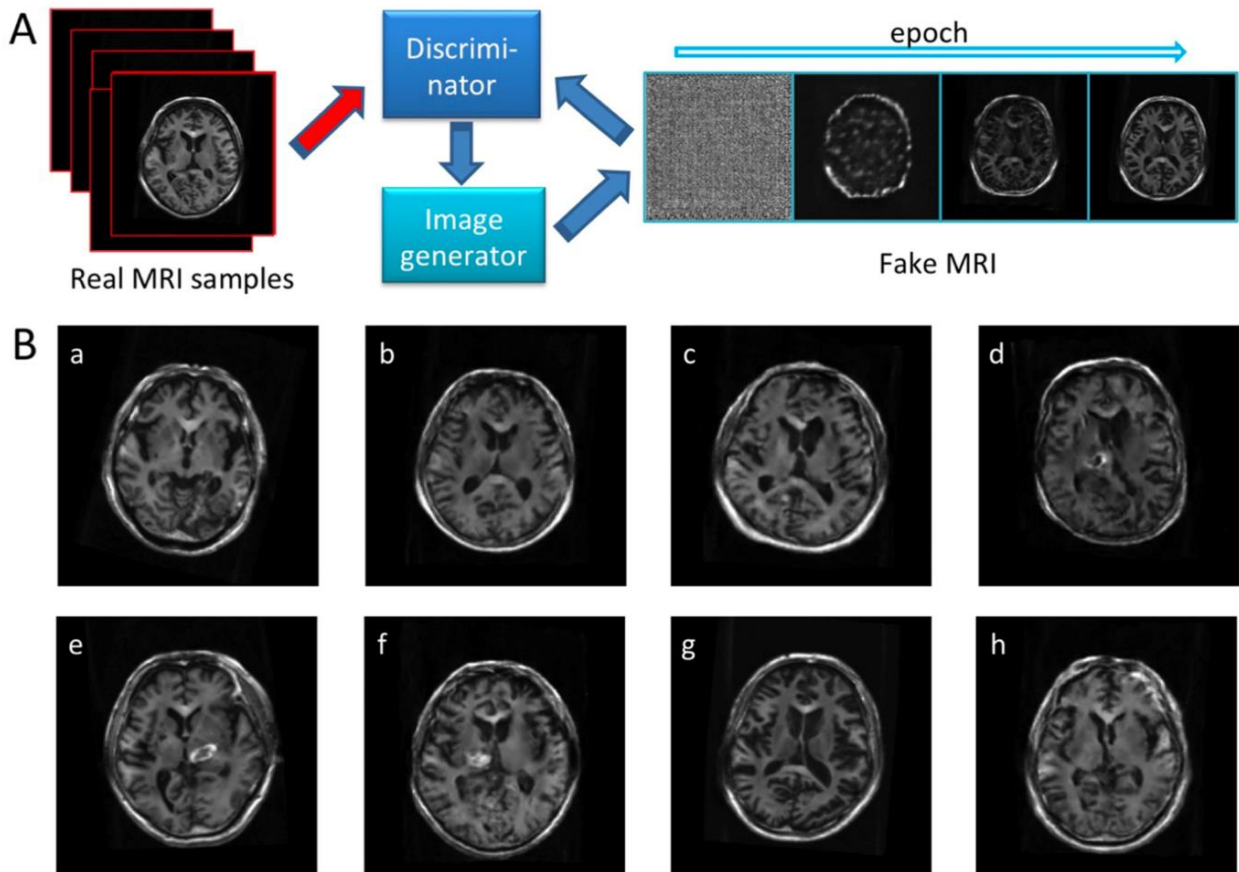 A
Discrimi-
nator
epoch
Image
generator
Real MRI samples
Fake MRI
B
a
b
c
d
e
f
g
h